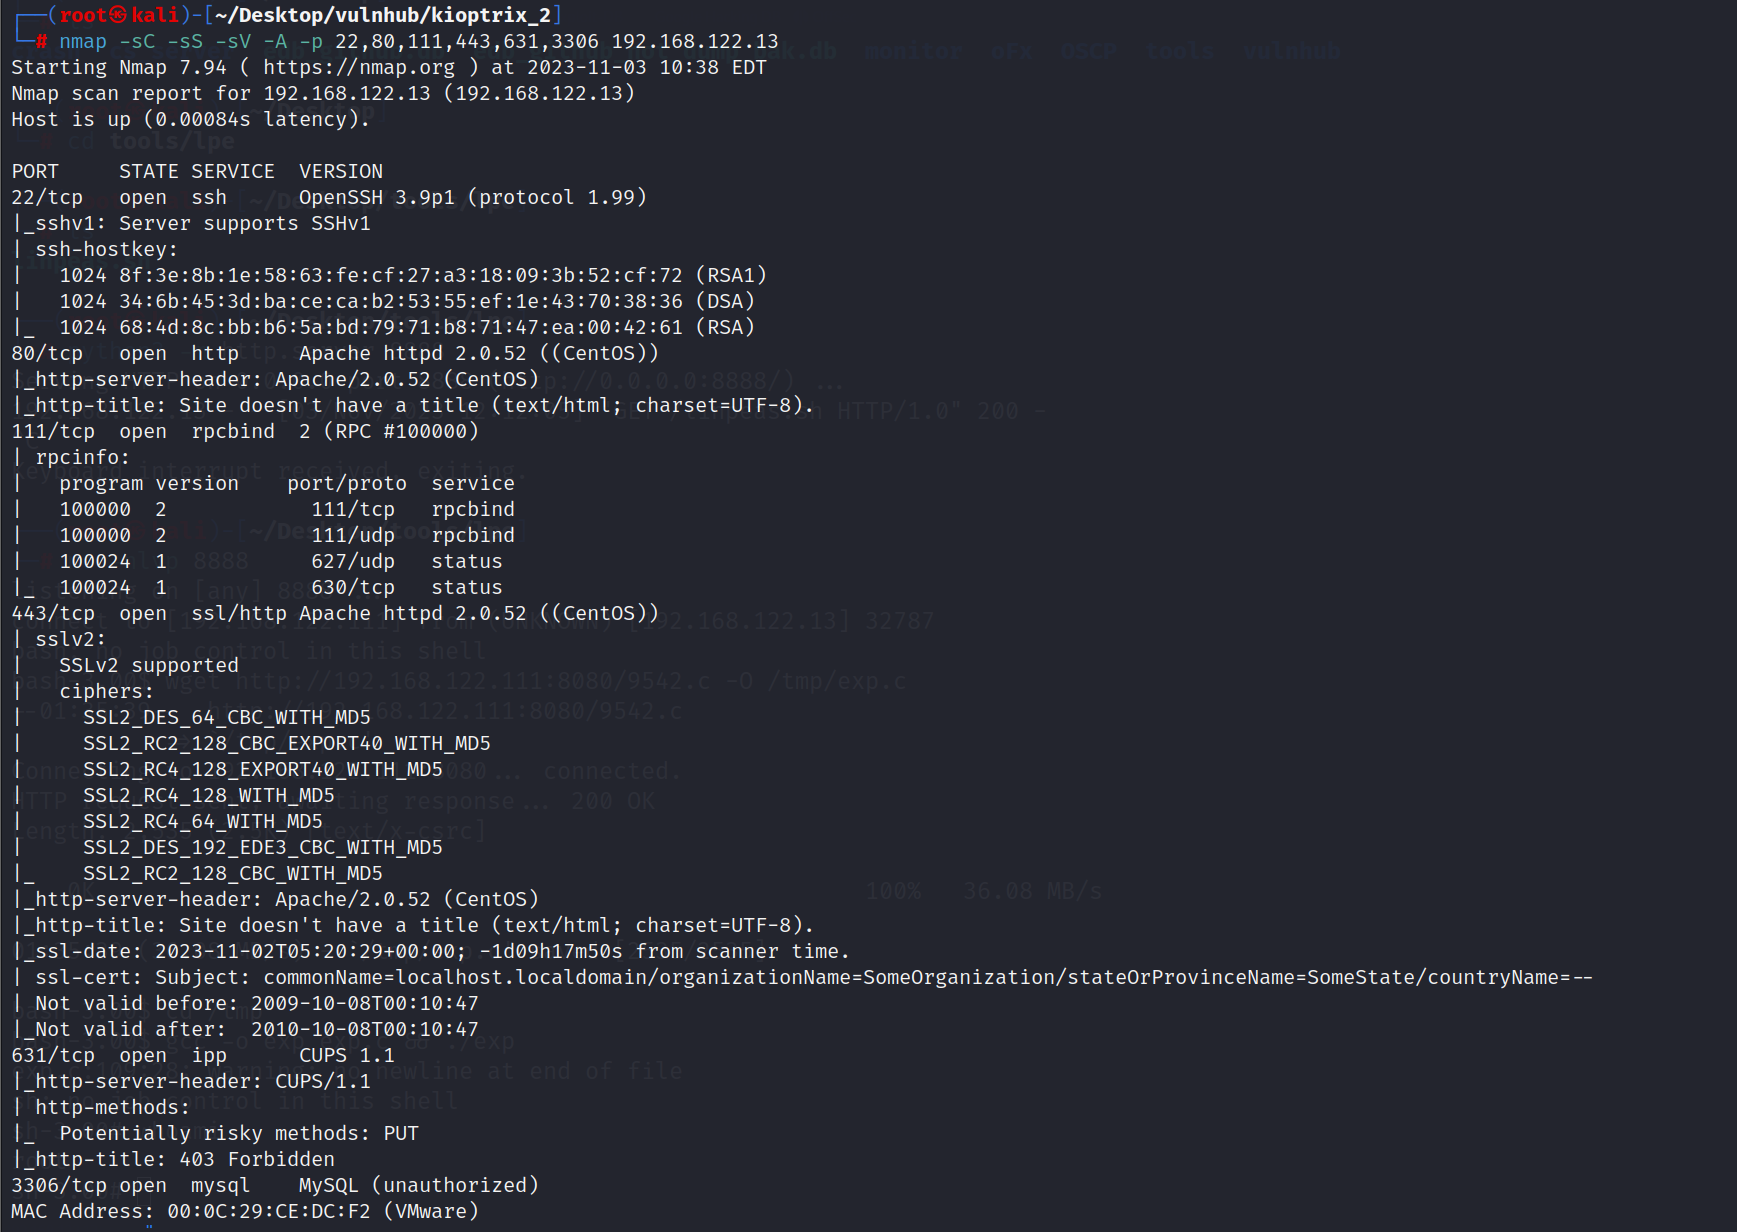 ┌──(root㉿kali)-[~/Desktop/vulnhub/kioptrix_2]
└─# nmap -sC -sS -sV -A -p 22,80,111,443,631,3306 192.168.122.13
Starting Nmap 7.94 ( https://nmap.org ) at 2023-11-03 10:38 EDT
Nmap scan report for 192.168.122.13 (192.168.122.13)
Host is up (0.00084s latency).

PORT     STATE SERVICE  VERSION
22/tcp   open  ssh      OpenSSH 3.9p1 (protocol 1.99)
|_sshv1: Server supports SSHv1
| ssh-hostkey:
|   1024 8f:3e:8b:1e:58:63:fe:cf:27:a3:18:09:3b:52:cf:72 (RSA1)
|   1024 34:6b:45:3d:ba:ce:ca:b2:53:55:ef:1e:43:70:38:36 (DSA)
|_  1024 68:4d:8c:bb:b6:5a:bd:79:71:b8:71:47:ea:00:42:61 (RSA)
80/tcp   open  http     Apache httpd 2.0.52 ((CentOS))
|_http-server-header: Apache/2.0.52 (CentOS)
|_http-title: Site doesn't have a title (text/html; charset=UTF-8).
111/tcp  open  rpcbind  2 (RPC #100000)
| rpcinfo:
|   program version    port/proto  service
|   100000  2            111/tcp   rpcbind
|   100000  2            111/udp   rpcbind
|   100024  1            627/udp   status
|_  100024  1            630/tcp   status
443/tcp  open  ssl/http Apache httpd 2.0.52 ((CentOS))
| sslv2:
|   SSLv2 supported
|   ciphers:
|     SSL2_DES_64_CBC_WITH_MD5
|     SSL2_RC2_128_CBC_EXPORT40_WITH_MD5
|     SSL2_RC4_128_EXPORT40_WITH_MD5
|     SSL2_RC4_128_WITH_MD5
|     SSL2_RC4_64_WITH_MD5
|     SSL2_DES_192_EDE3_CBC_WITH_MD5
|_    SSL2_RC2_128_CBC_WITH_MD5
|_http-server-header: Apache/2.0.52 (CentOS)
|_http-title: Site doesn't have a title (text/html; charset=UTF-8).
|_ssl-date: 2023-11-02T05:20:29+00:00; -1d09h17m50s from scanner time.
| ssl-cert: Subject: commonName=localhost.localdomain/organizationName=SomeOrganization/stateOrProvinceName=SomeState/countryName=--
| Not valid before: 2009-10-08T00:10:47
|_Not valid after:  2010-10-08T00:10:47
631/tcp  open  ipp      CUPS 1.1
|_http-server-header: CUPS/1.1
| http-methods:
|_  Potentially risky methods: PUT
|_http-title: 403 Forbidden
3306/tcp open  mysql    MySQL (unauthorized)
MAC Address: 00:0C:29:CE:DC:F2 (VMware)